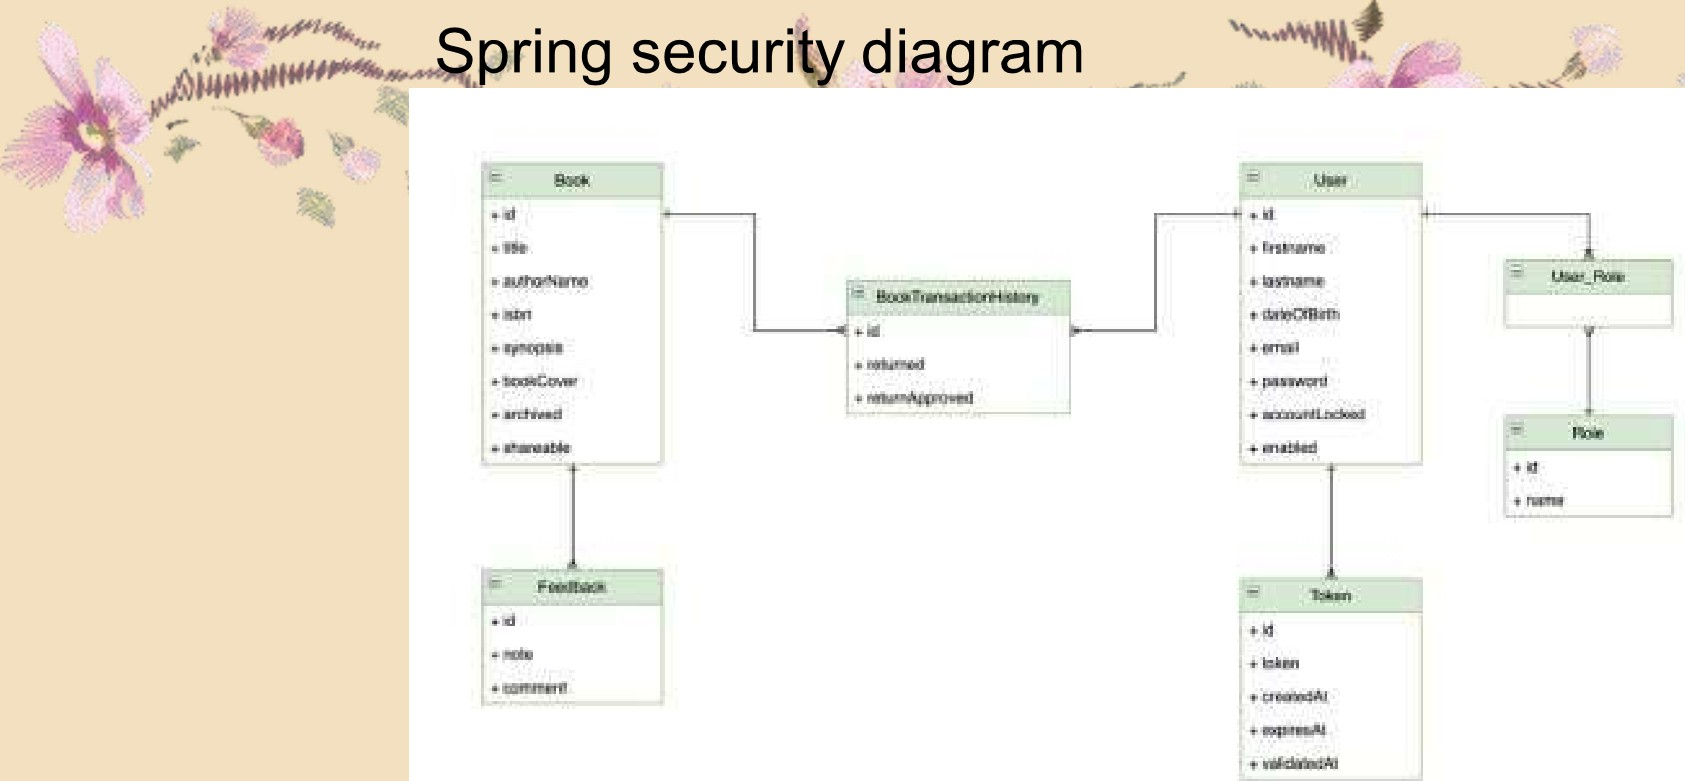 Spring security diagram
Book
+ id
+ title
+ authorName
+ isbn
+ synopsis
+ bookCover
+ archived
+ shareable
BookTransactionHistory
+ id
+ returned
+ returnApproved
User
+ id
+ firstname
+ lastname
+ dateOfBirth
+ email
+ password
+ accountLocked
+ enabled
User_Role
Role
+ id
+ name
Feedback
+ id
+ note
+ comment
Token
+ id
+ token
+ createdAt
+ expiresAt
+ validatedAt